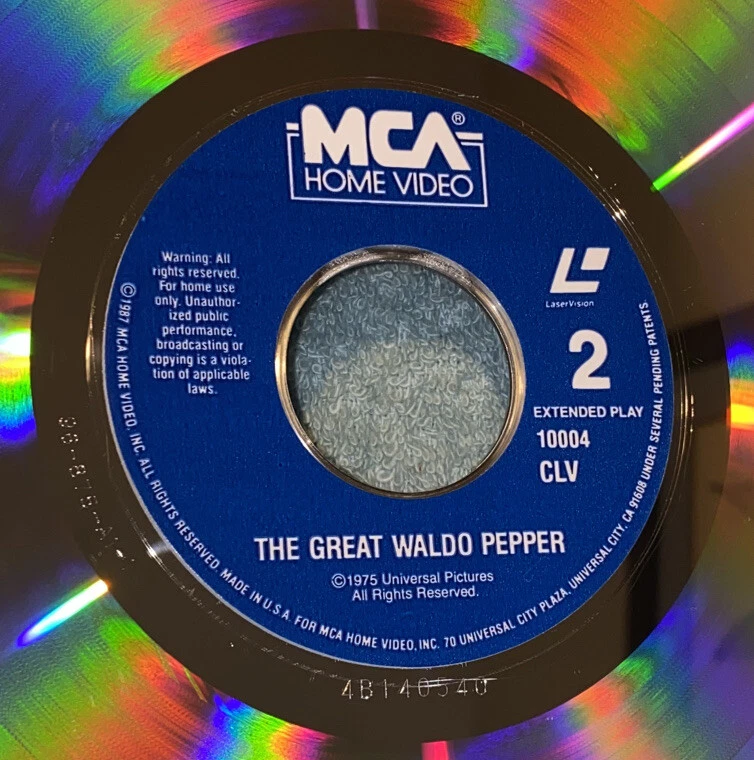 MCA®
HOME VIDEO
Warning: All
rights reserved.
For home use
only. Unauthor-
ized public
performance,
broadcasting or
copying is a viola-
tion of applicable
laws.
LaserVision
2
EXTENDED PLAY
10004
CLV
THE GREAT WALDO PEPPER
©1975 Universal Pictures
All Rights Reserved.
©1987 MCA HOME VIDEO, INC. ALL RIGHTS RESERVED. MADE IN U.S.A. FOR MCA HOME VIDEO, INC. 70 UNIVERSAL CITY PLAZA, UNIVERSAL CITY, CA 91608 UNDER SEVERAL PENDING PATENTS.
4B140540